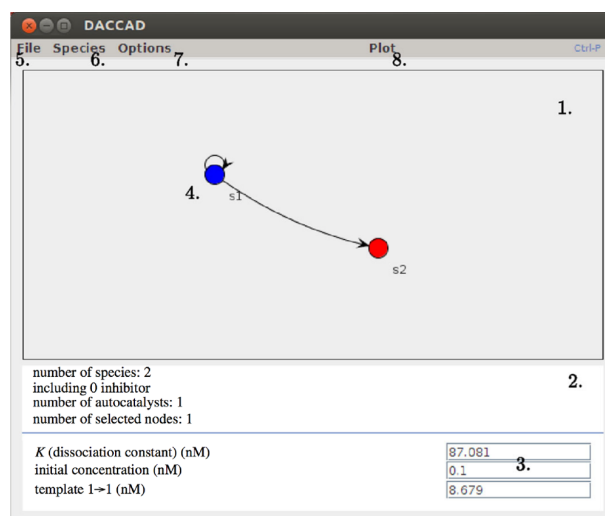 DACCAD
File Species Options Plot Ctrl-P
5. 6. 7. 8.
1.
4.
s1
s2
number of species: 2
including 0 inhibitor
number of autocatalysts: 1
number of selected nodes: 1
2.
K (dissociation constant) (nM) 87.081
initial concentration (nM) 0.1
3.
template 1→1 (nM) 8.679